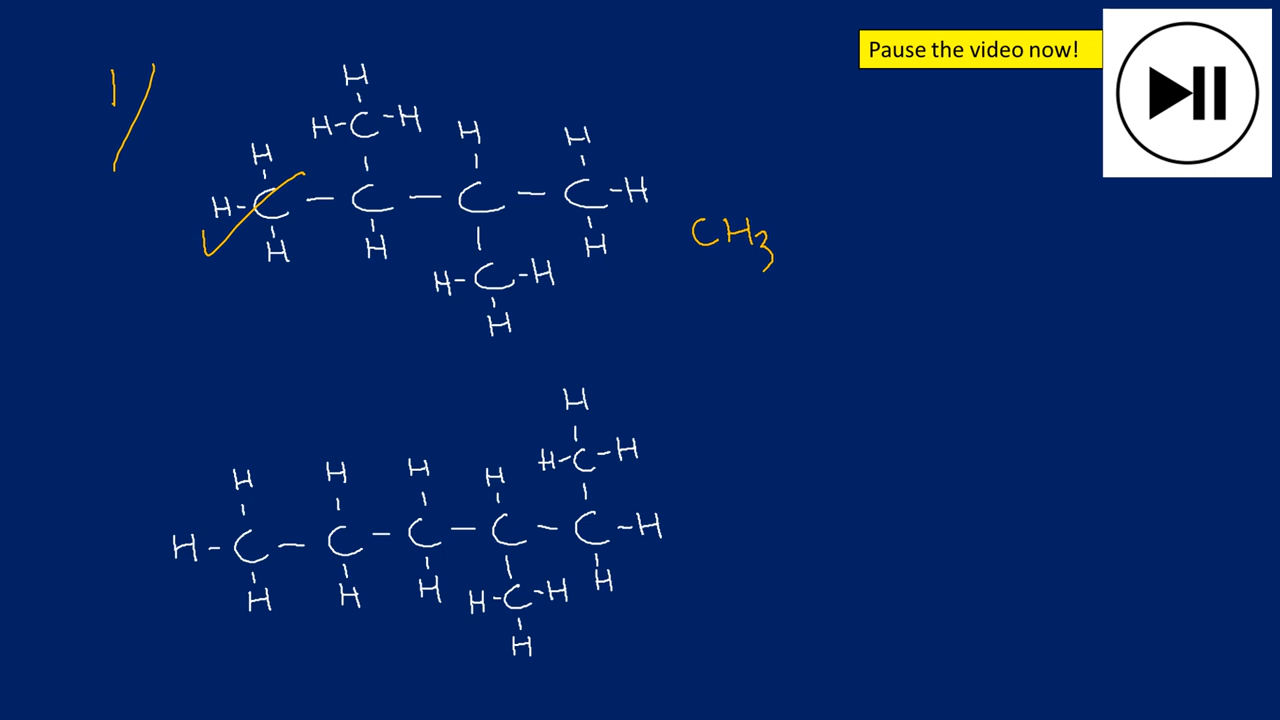 Pause the video now!
1/
H
H-C-H H H
H
H-C-C-C-C-H
CH3
H H H
H-C-H
H
H
H-C-H
H H H H
H-C-C-C-C-C-H
H H H H
H-C-H
H